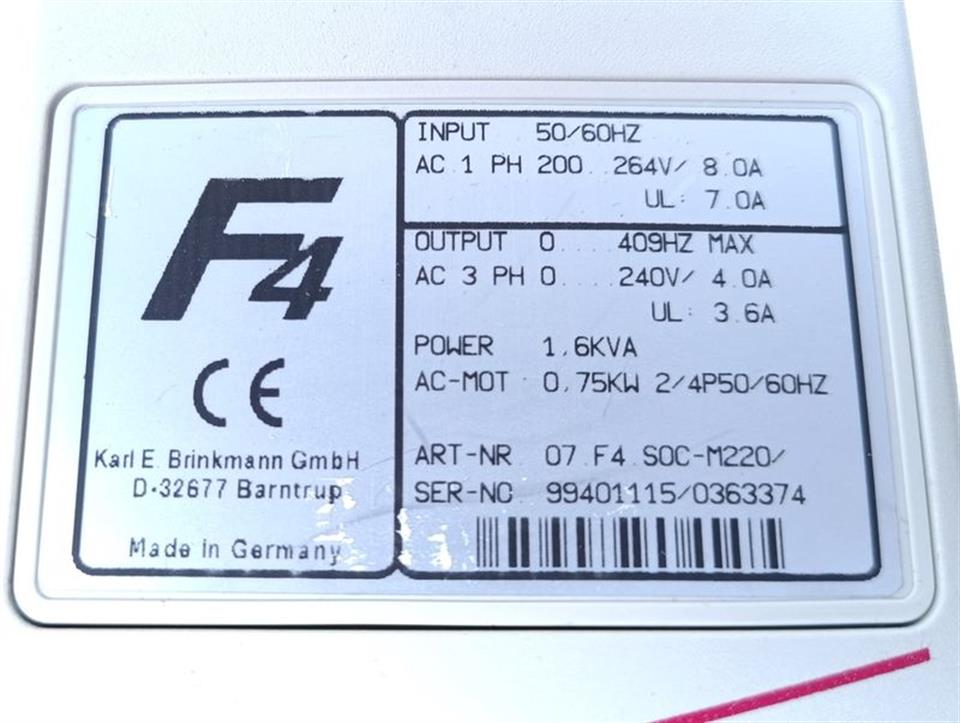 F4
CE
Karl E. Brinkmann GmbH
D-32677 Barntrup
Made in Germany
INPUT 50/60HZ
AC 1 PH 200..264V/ 8.0A
UL: 7.0A
OUTPUT 0....409HZ MAX
AC 3 PH 0....240V/ 4.0A
UL: 3.6A
POWER 1,6KVA
AC-MOT 0,75KW 2/4P50/60HZ
ART-NR. 07.F4.S0C-M220/
SER-NO. 99401115/0363374